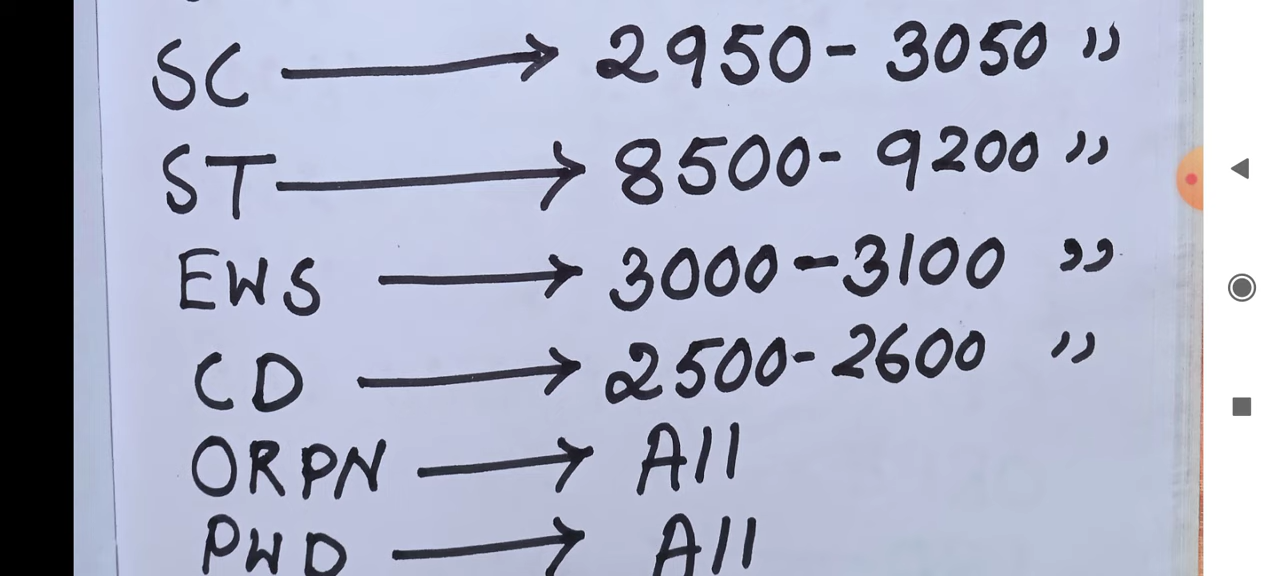 SC → 2950 - 3050 ,,
ST → 8500 - 9200 ,,
EWS → 3000 - 3100 ,,
CD → 2500 - 2600 ,,
ORPN → All
PWD → All